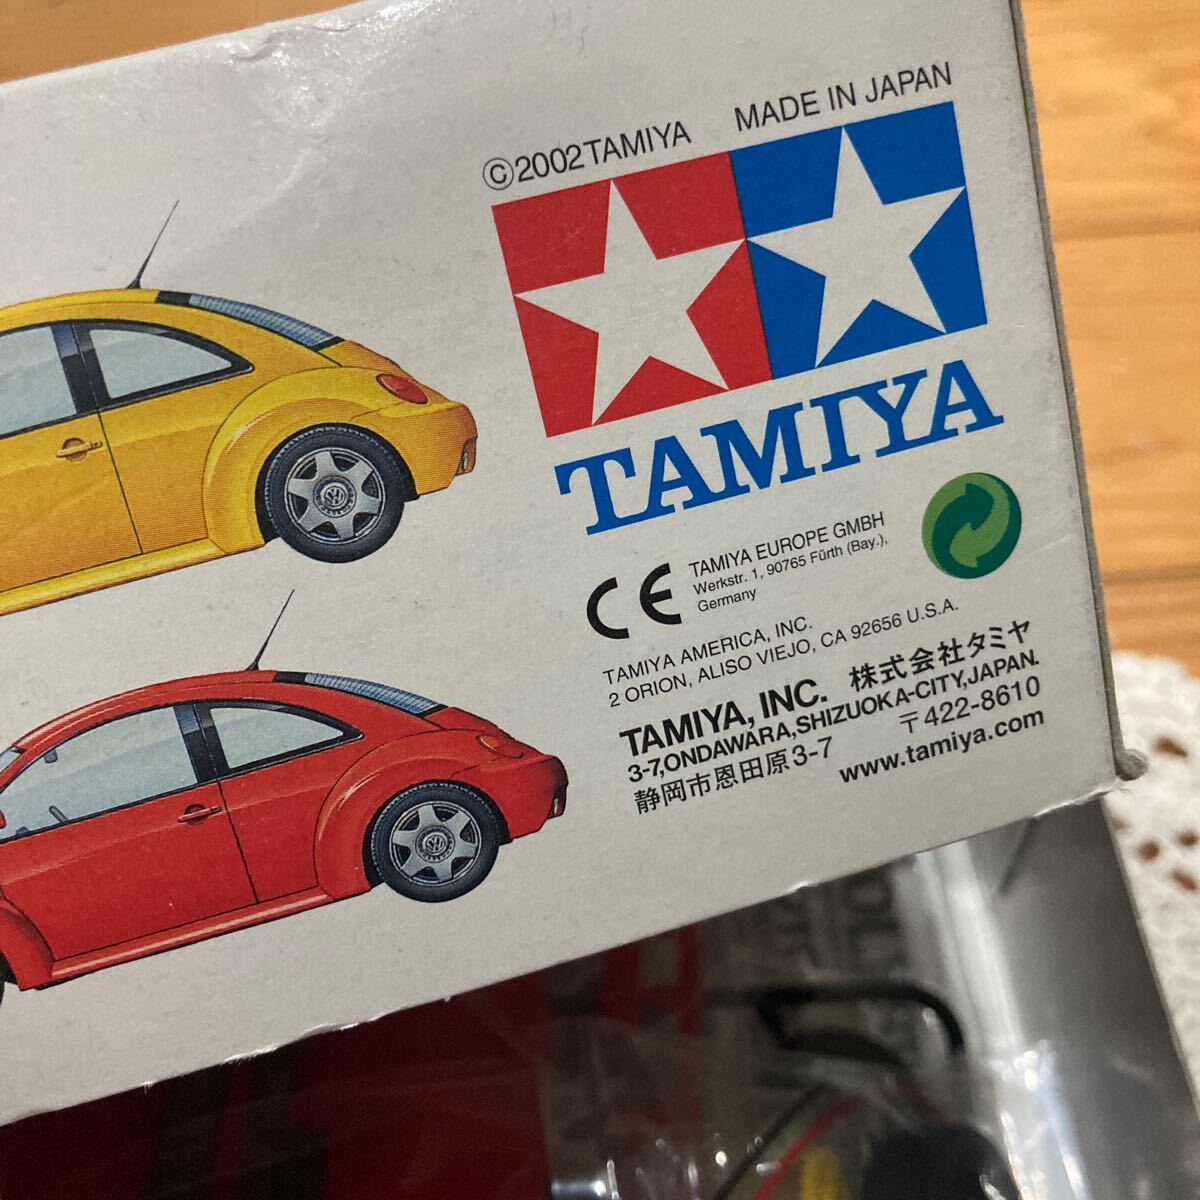 ©2002TAMIYA MADE IN JAPAN
TAMIYA
CE
TAMIYA EUROPE GMBH
Werkstr. 1, 90765 Fürth (Bay.),
Germany
TAMIYA AMERICA, INC.
2 ORION, ALISO VIEJO, CA 92656 U.S.A.
TAMIYA, INC. 株式会社タミヤ
3-7,ONDAWARA,SHIZUOKA-CITY,JAPAN.
静岡市恩田原3-7 〒422-8610
www.tamiya.com